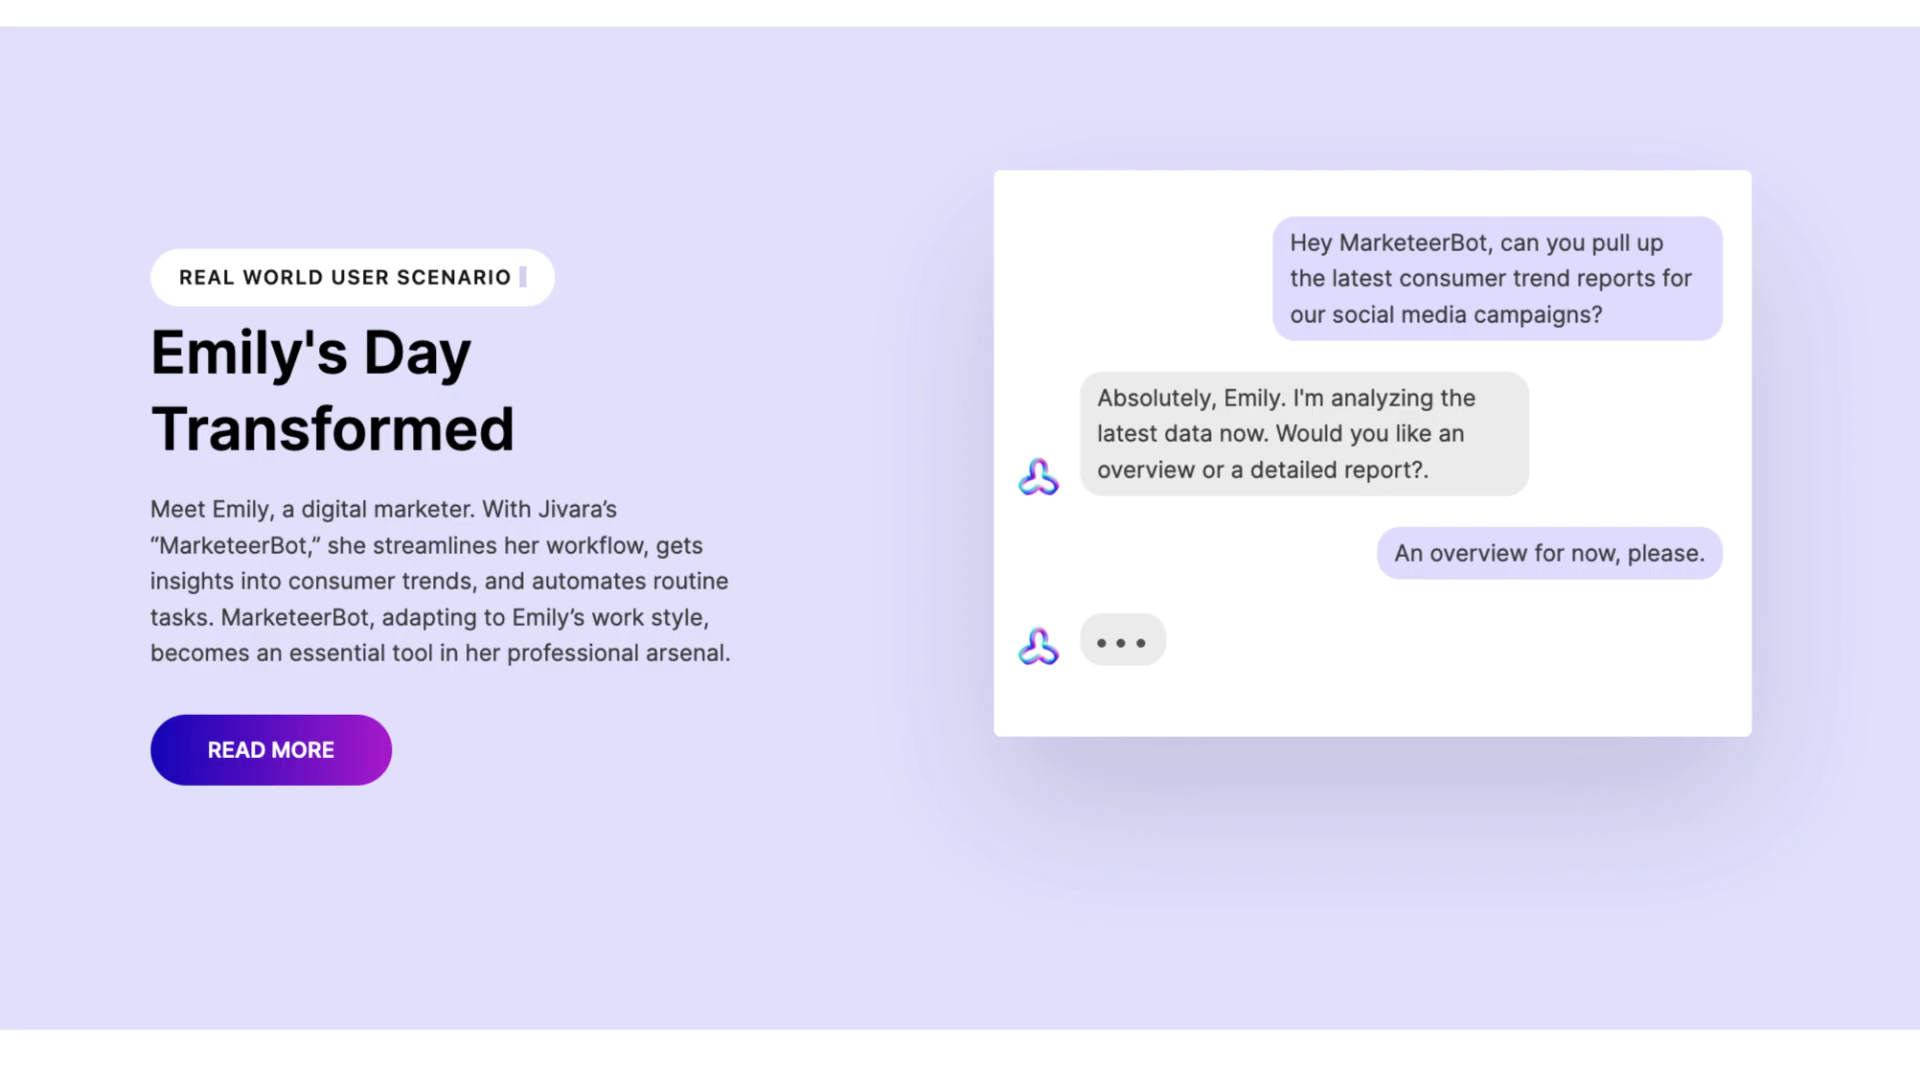 REAL WORLD USER SCENARIO
Emily's Day
Transformed
Meet Emily, a digital marketer. With Jivara’s
“MarketeerBot,” she streamlines her workflow, gets
insights into consumer trends, and automates routine
tasks. MarketeerBot, adapting to Emily’s work style,
becomes an essential tool in her professional arsenal.
READ MORE
Hey MarketeerBot, can you pull up
the latest consumer trend reports for
our social media campaigns?
Absolutely, Emily. I'm analyzing the
latest data now. Would you like an
overview or a detailed report?.
An overview for now, please.